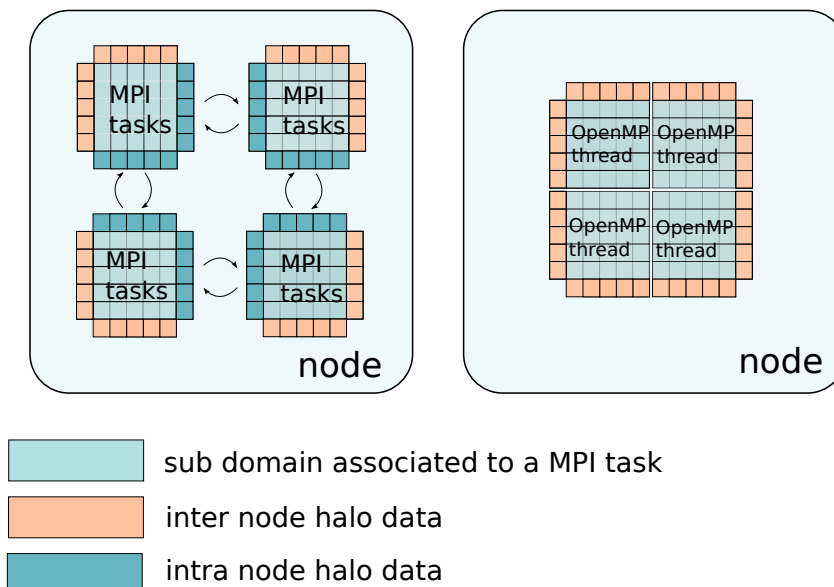 MPI
tasks
MPI
tasks
MPI
tasks
MPI
tasks
node
OpenMP
thread
OpenMP
thread
OpenMP
thread
OpenMP
thread
node
sub domain associated to a MPI task
inter node halo data
intra node halo data